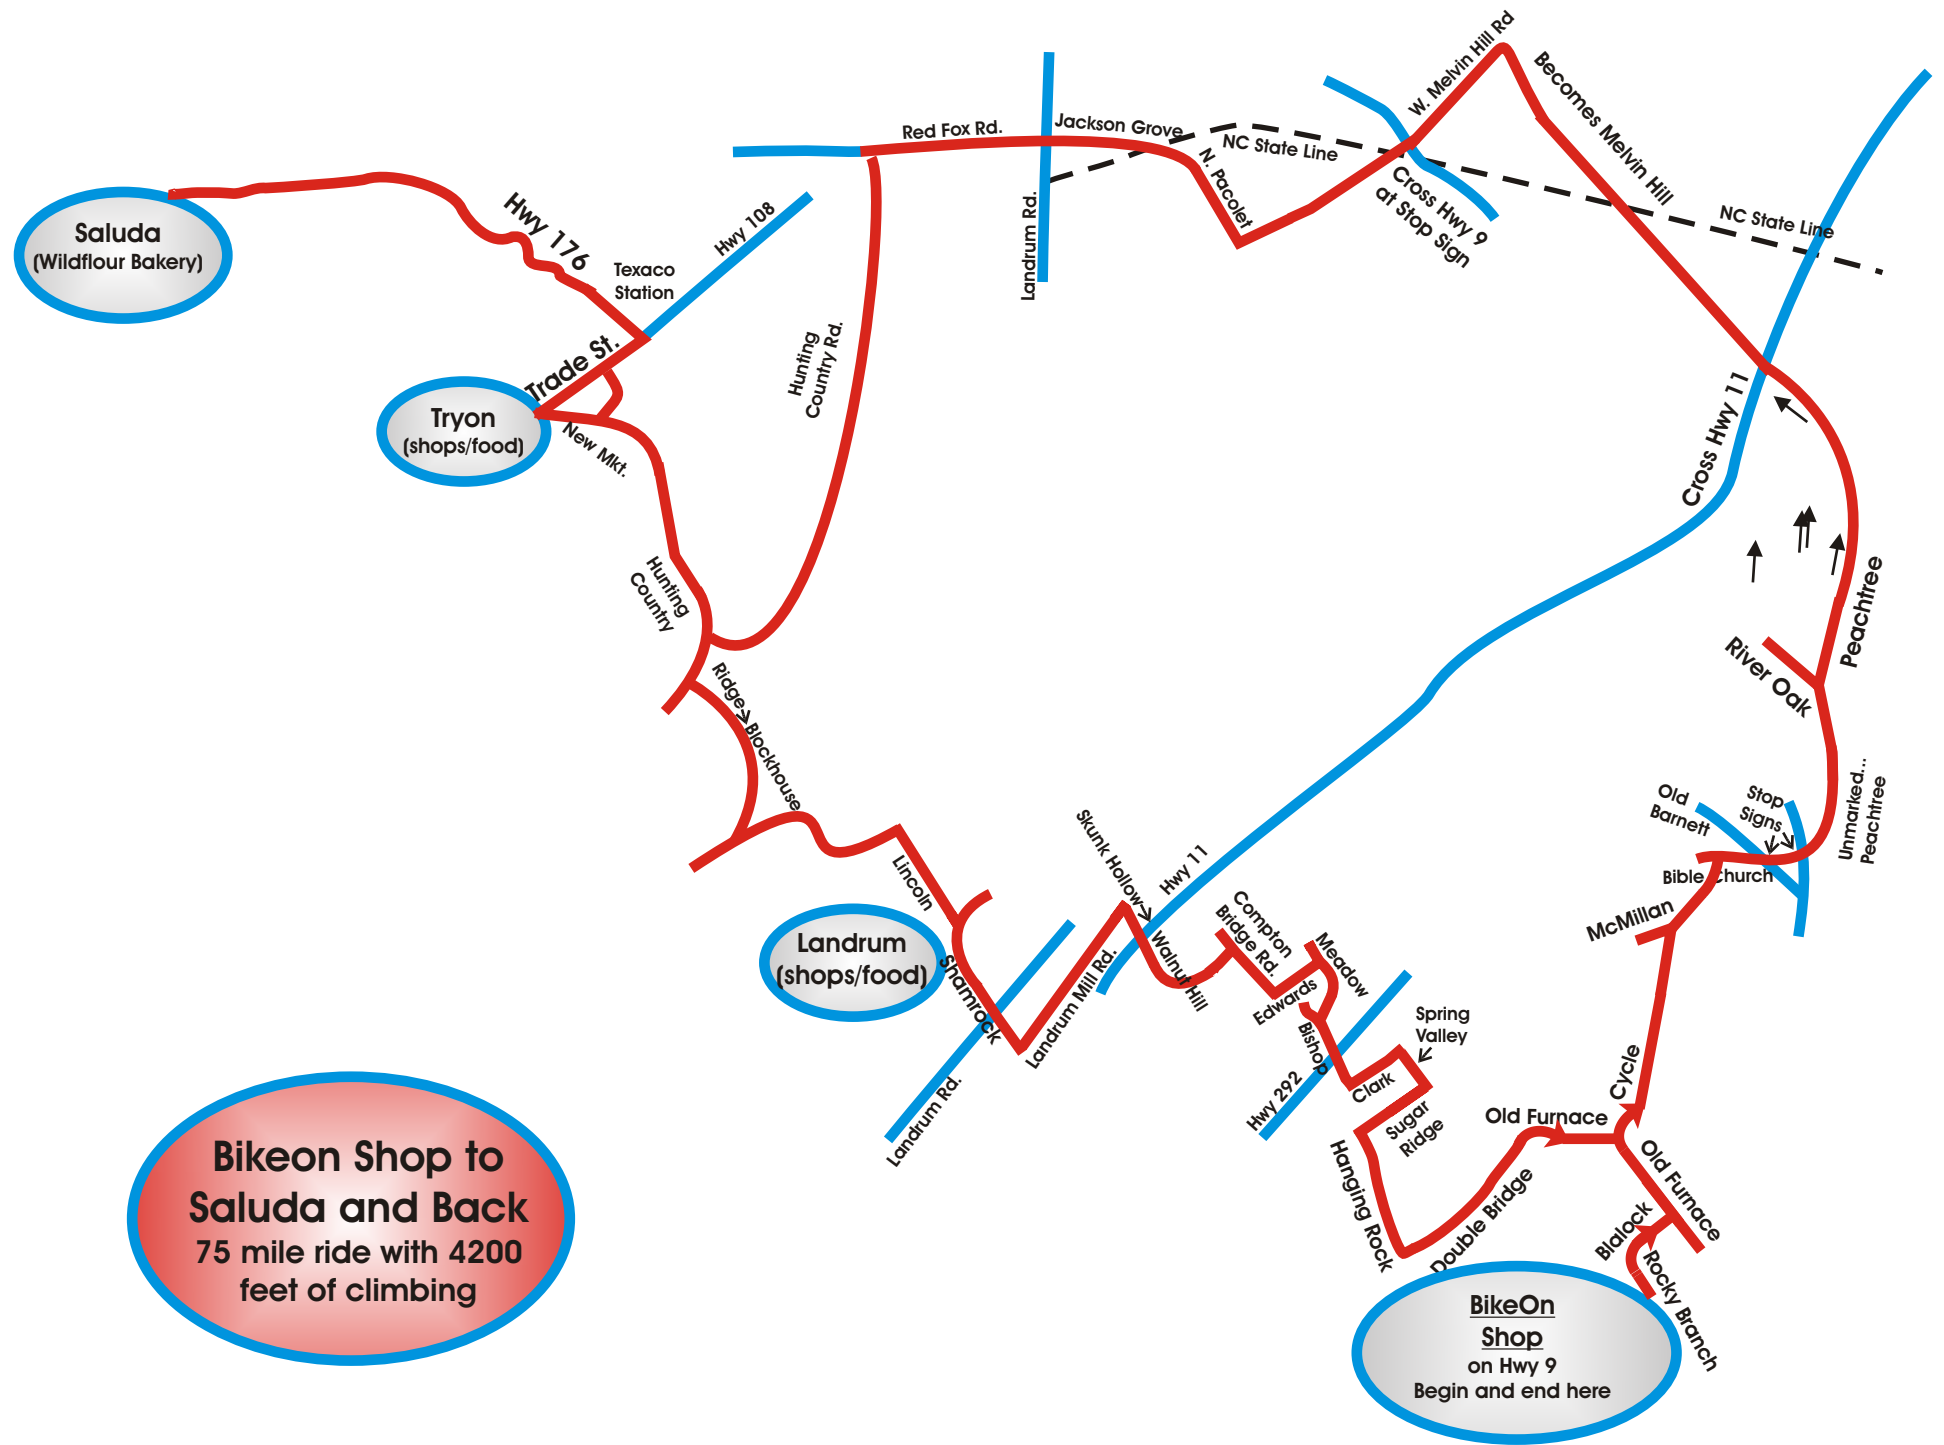 W. Melvin Hill Rd
Becomes Melvin Hill
Red Fox Rd.
Jackson Grove
NC State Line
N. Pacolet
Landrum Rd.
Cross Hwy 9
at Stop Sign
NC State Line
Saluda
(Wildflour Bakery)
Hwy 176
Hwy 108
Texaco
Station
Trade St.
Hunting
Country Rd.
Tryon
(shops/food)
New Mkt.
Cross Hwy 11
Hunting
Country
Peachtree
River Oak
Ridge
Blockhouse
Unmarked...
Peachtree
Old
Barnett
Stop
Signs
Bible Church
McMillan
Lincoln
Skunk Hollow
Hwy 11
Landrum
(shops/food)
Shamrock
Landrum Rd.
Landrum Mill Rd.
Walnut Hill
Compton
Bridge Rd.
Meadow
Edwards
Bishop
Spring
Valley
Clark
Hwy 292
Sugar
Ridge
Hanging Rock
Double Bridge
Old Furnace
Cycle
Old Furnace
Blalock
Rocky Branch
Bikeon Shop to
Saluda and Back
75 mile ride with 4200
feet of climbing
BikeOn
Shop
on Hwy 9
Begin and end here